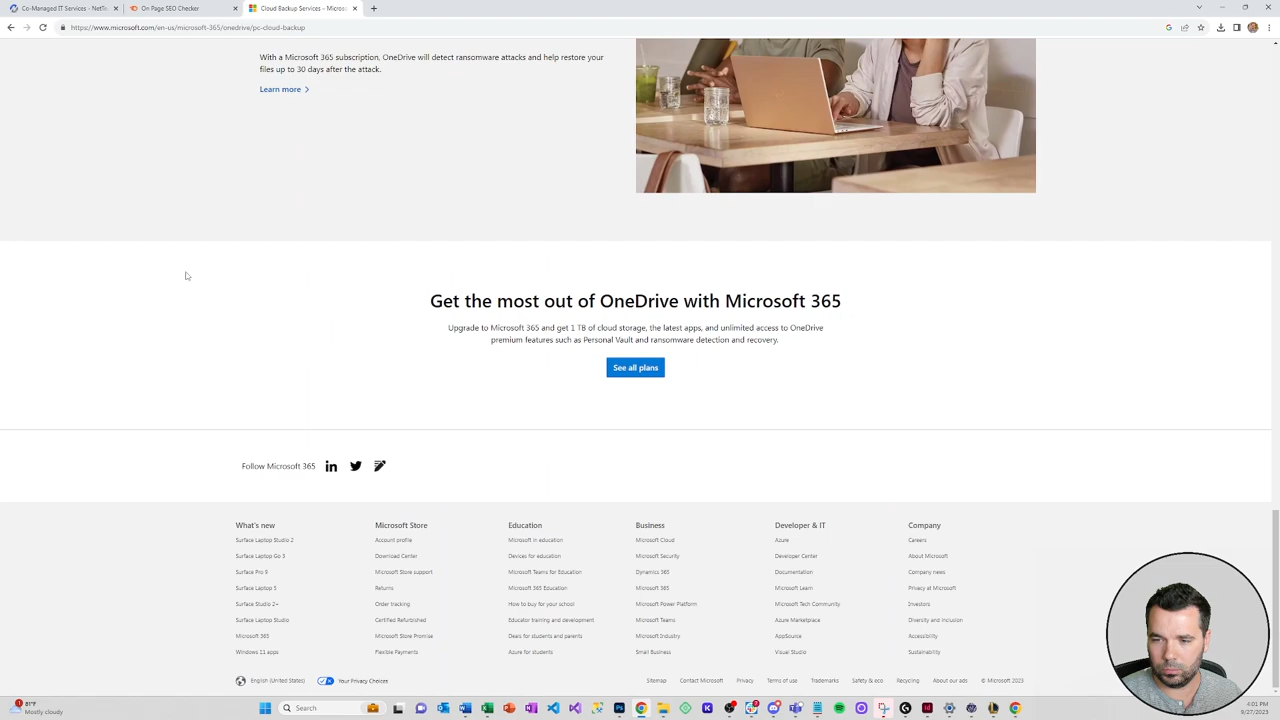 Co-Managed IT Services - NetTe
On Page SEO Checker
Cloud Backup Services - Micros
https://www.microsoft.com/en-us/microsoft-365/onedrive/pc-cloud-backup
With a Microsoft 365 subscription, OneDrive will detect ransomware attacks and help restore your
files up to 30 days after the attack.
Learn more
Get the most out of OneDrive with Microsoft 365
Upgrade to Microsoft 365 and get 1 TB of cloud storage, the latest apps, and unlimited access to OneDrive
premium features such as Personal Vault and ransomware detection and recovery.
See all plans
Follow Microsoft 365
What's new
Surface Laptop Studio 2
Surface Laptop Go 3
Surface Pro 9
Surface Laptop 5
Surface Studio 2+
Surface Laptop Studio
Microsoft 365
Windows 11 apps
Microsoft Store
Account profile
Download Center
Microsoft Store support
Returns
Order tracking
Certified Refurbished
Microsoft Store Promise
Flexible Payments
Education
Microsoft in education
Devices for education
Microsoft Teams for Education
Microsoft 365 Education
How to buy for your school
Educator training and development
Deals for students and parents
Azure for students
Business
Microsoft Cloud
Microsoft Security
Dynamics 365
Microsoft 365
Microsoft Power Platform
Microsoft Teams
Microsoft Industry
Small Business
Developer & IT
Azure
Developer Center
Documentation
Microsoft Learn
Microsoft Tech Community
Azure Marketplace
AppSource
Visual Studio
Company
Careers
About Microsoft
Company news
Privacy at Microsoft
Investors
Diversity and inclusion
Accessibility
Sustainability
English (United States)
Your Privacy Choices
Sitemap
Contact Microsoft
Privacy
Terms of use
Trademarks
Safety & eco
Recycling
About our ads
© Microsoft 2023
81°F
Mostly cloudy
Search
4:01 PM
9/27/2023